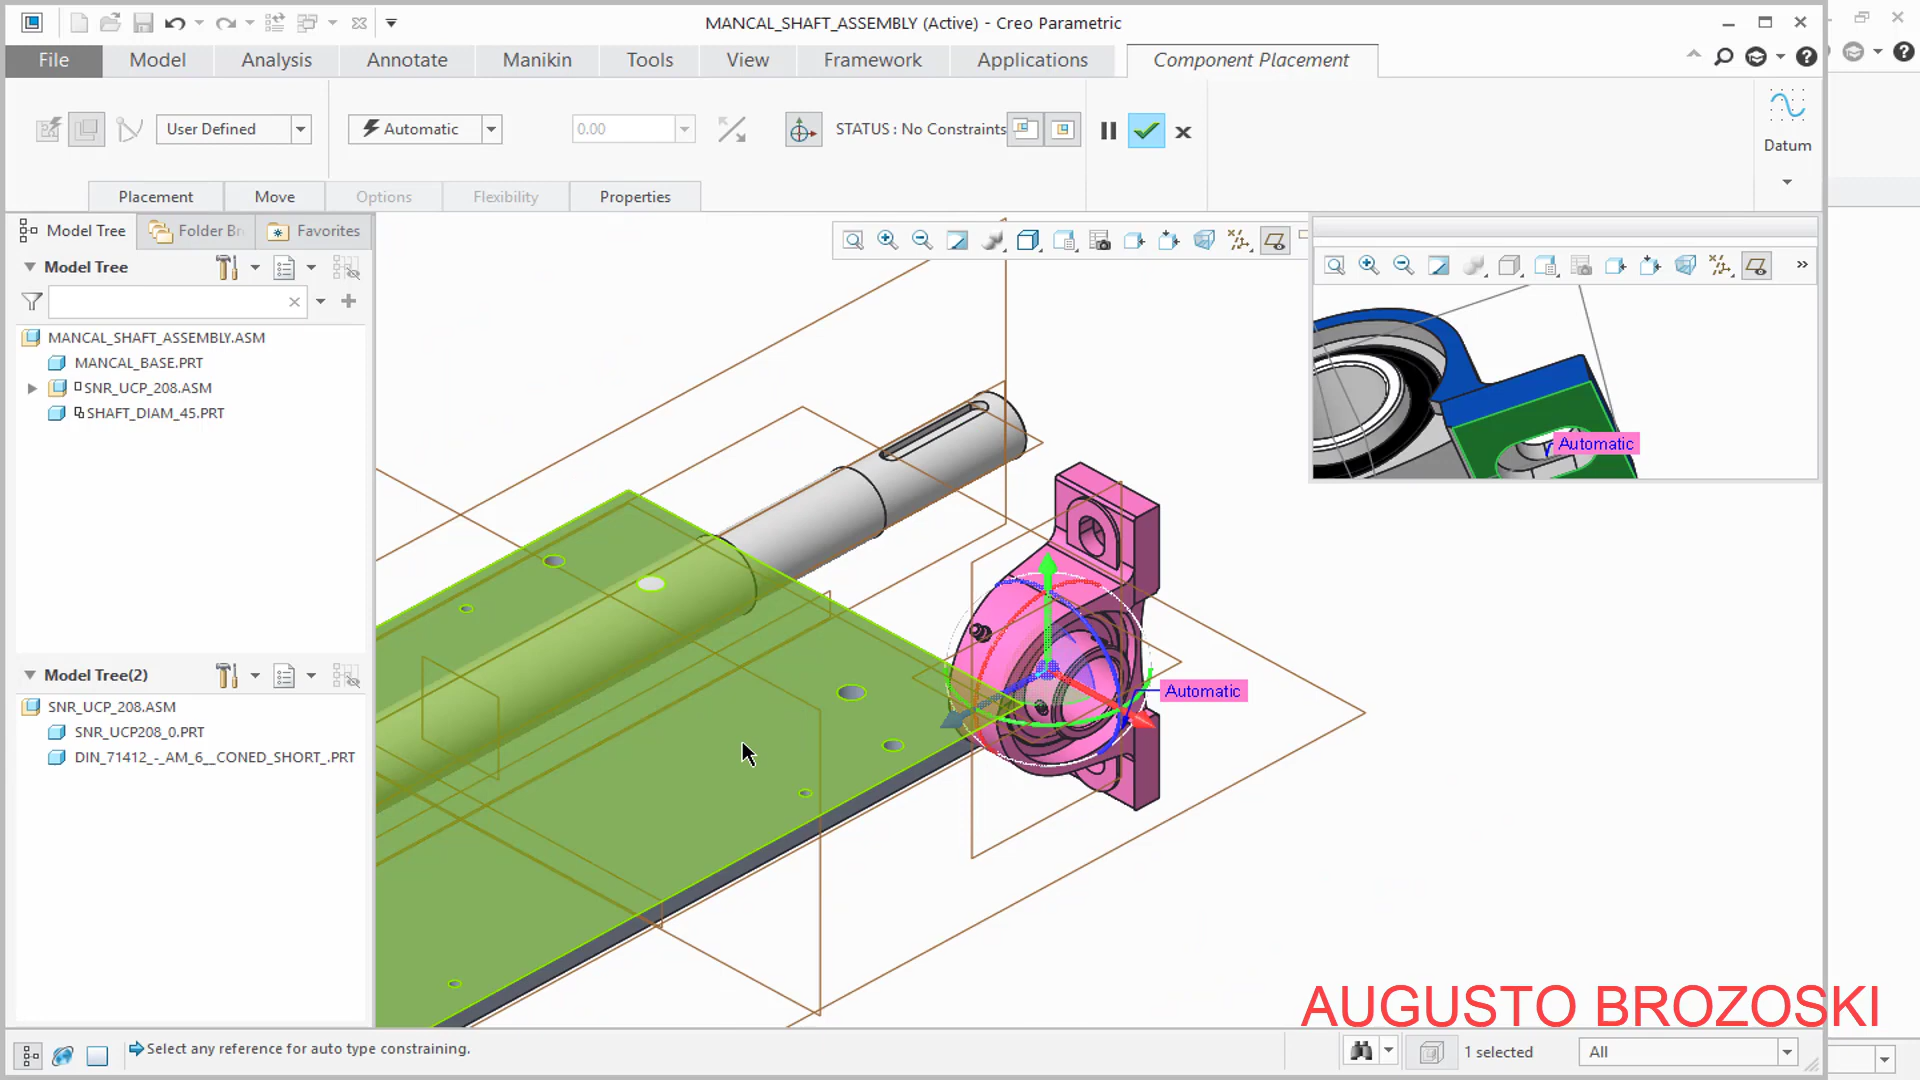 MANCAL_SHAFT_ASSEMBLY (Active) - Creo Parametric
File
Model
Analysis
Annotate
Manikin
Tools
View
Framework
Applications
Component Placement
User Defined
Automatic
0.00
STATUS : No Constraints
Datum
Placement
Move
Options
Flexibility
Properties
Model Tree
Folder Br
Favorites
Model Tree
MANCAL_SHAFT_ASSEMBLY.ASM
MANCAL_BASE.PRT
SNR_UCP_208.ASM
SHAFT_DIAM_45.PRT
Model Tree(2)
SNR_UCP_208.ASM
SNR_UCP208_0.PRT
DIN_71412_-_AM_6__CONED_SHORT_.PRT
Automatic
Automatic
AUGUSTO BROZOSKI
Select any reference for auto type constraining.
1 selected
All